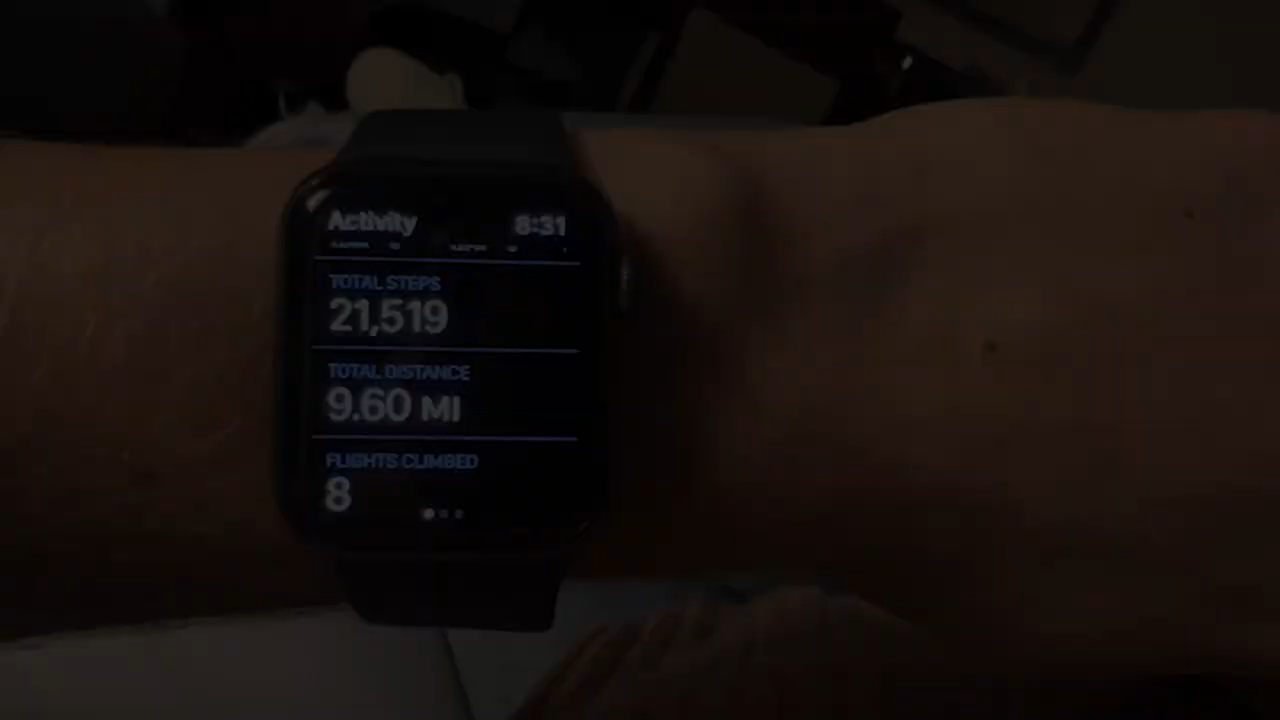 Activity 8:31
TOTAL STEPS
21,519
TOTAL DISTANCE
9.60 MI
FLIGHTS CLIMBED
8